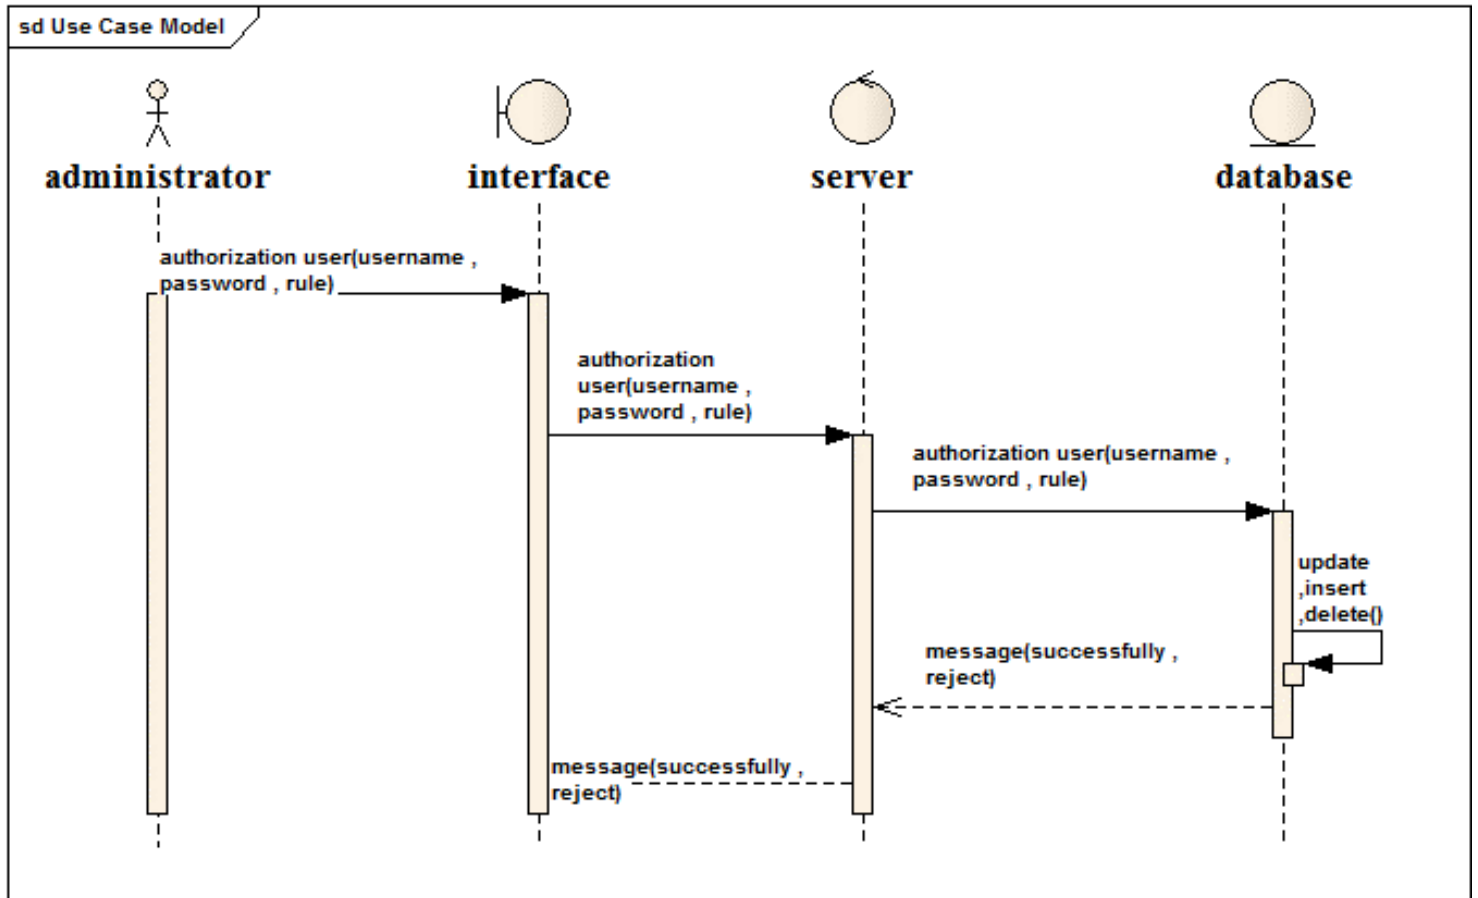 sd Use Case Model
administrator
interface
server
database
authorization user(username ,
password , rule)
authorization
user(username ,
password , rule)
authorization user(username ,
password , rule)
update
,insert
,delete()
message(successfully ,
reject)
message(successfully ,
reject)